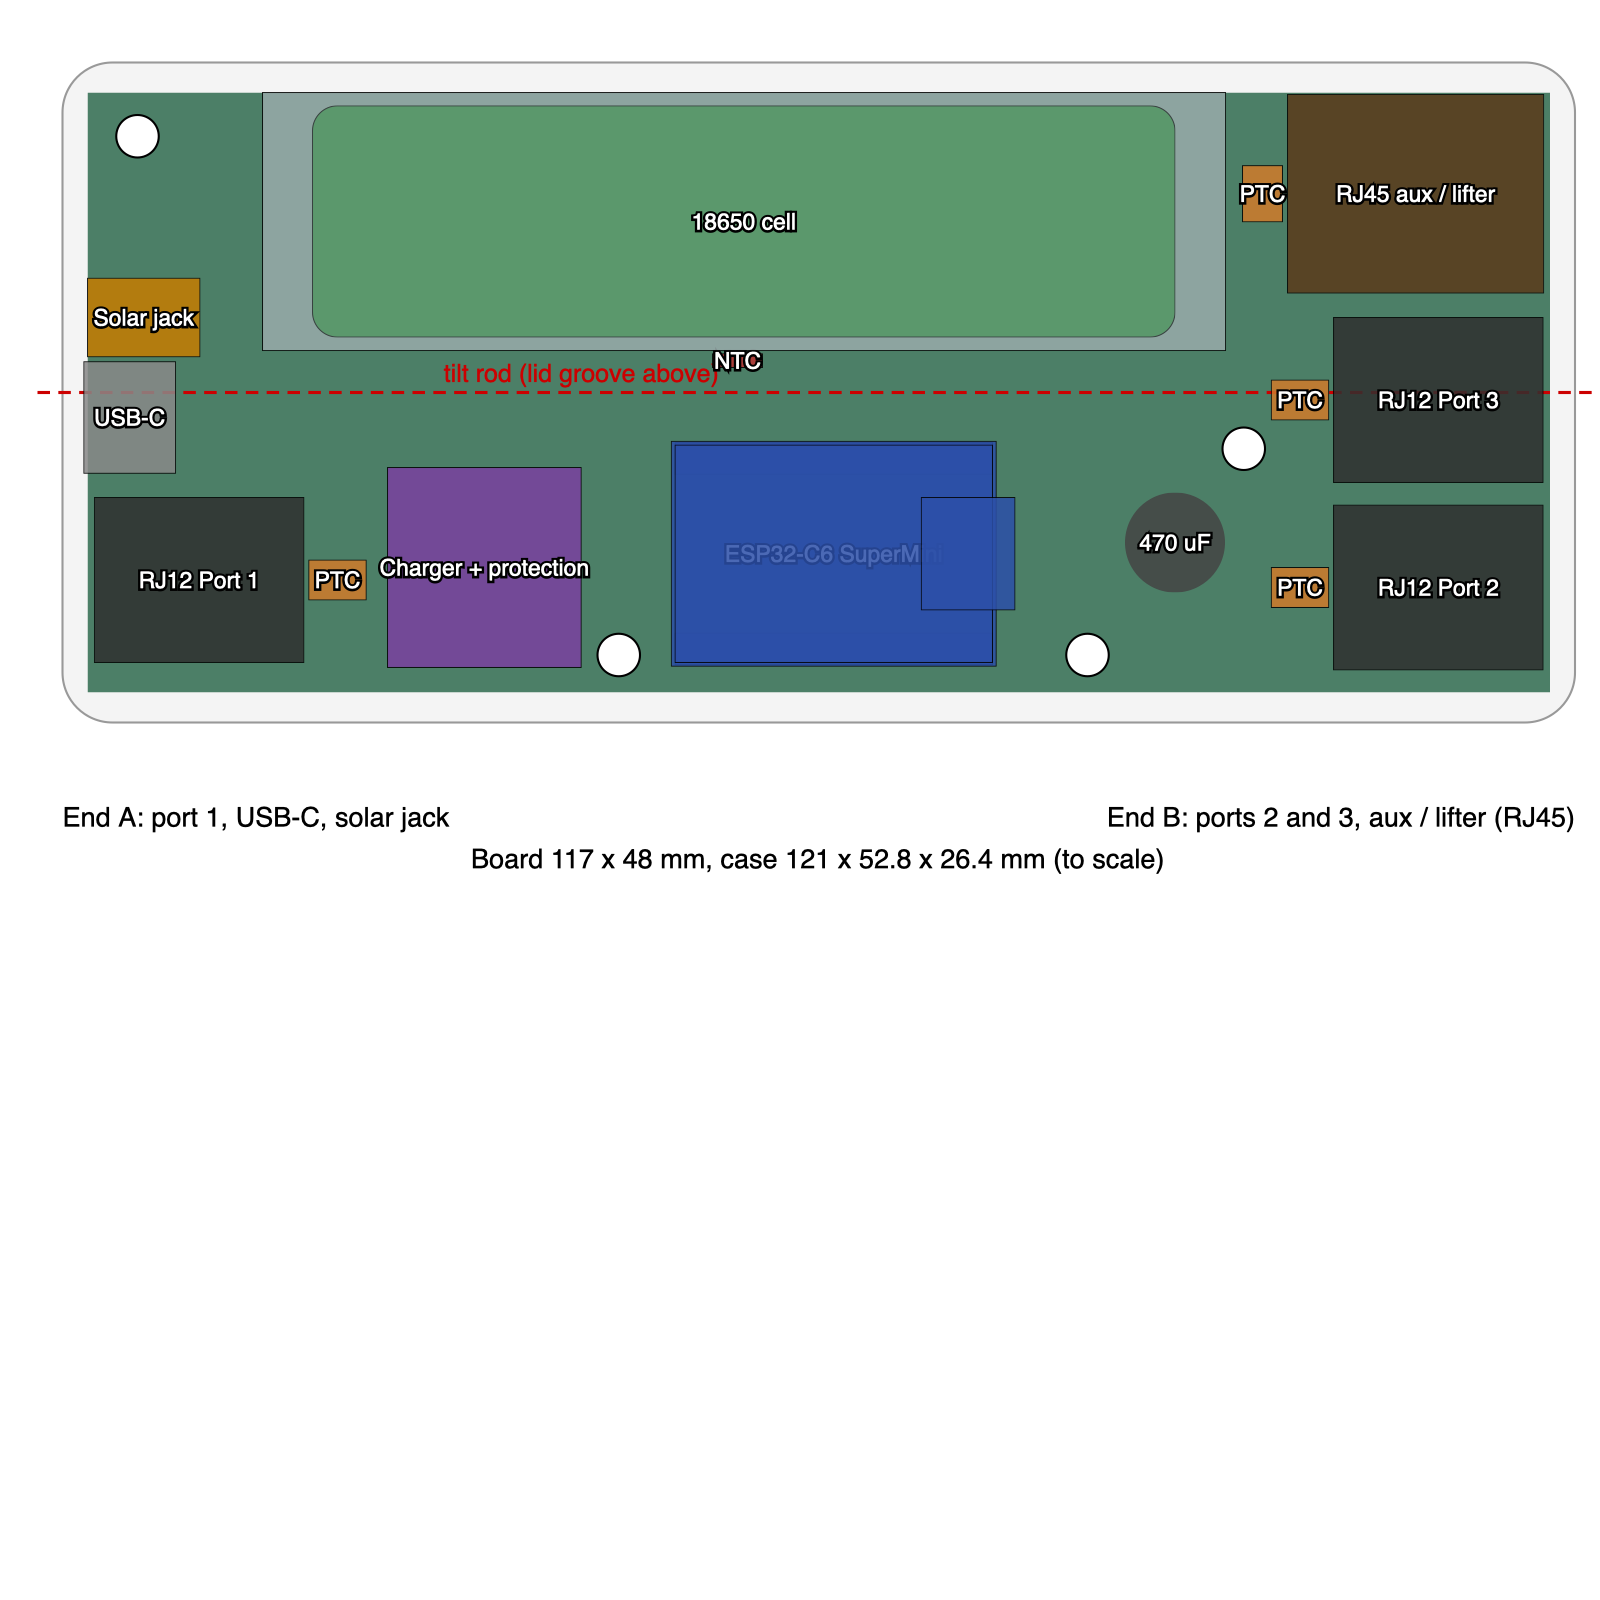 18650 cell
PTC
RJ45 aux / lifter
Solar jack
NTC
tilt rod (lid groove above)
USB-C
PTC
RJ12 Port 3
ESP32-C6 SuperMini
470 uF
Charger + protection
RJ12 Port 1
PTC
PTC
RJ12 Port 2
End A: port 1, USB-C, solar jack
End B: ports 2 and 3, aux / lifter (RJ45)
Board 117 x 48 mm, case 121 x 52.8 x 26.4 mm (to scale)